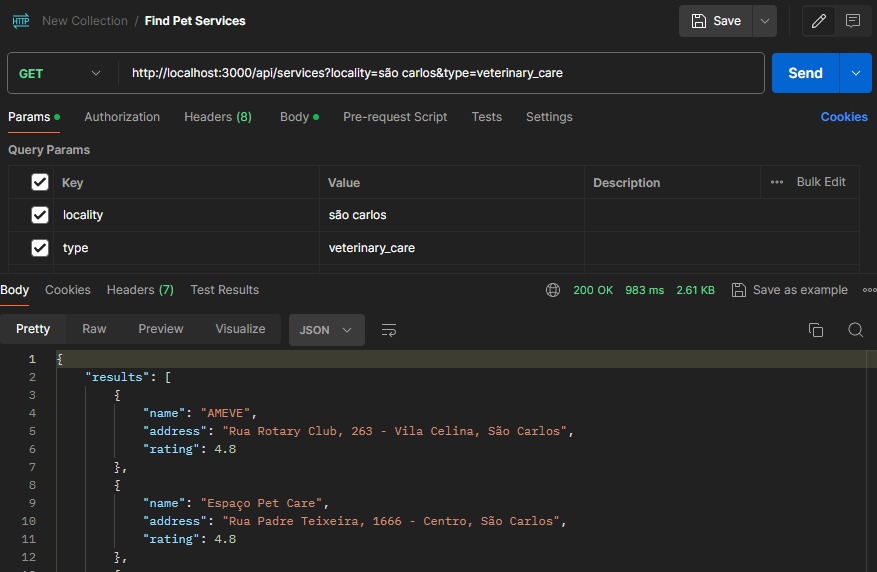 HTTP New Collection / Find Pet Services Save
GET http://localhost:3000/api/services?locality=são carlos&type=veterinary_care Send
Params Authorization Headers (8) Body Pre-request Script Tests Settings Cookies
Query Params
Key Value Description ••• Bulk Edit
locality são carlos
type veterinary_care
Body Cookies Headers (7) Test Results 200 OK 983 ms 2.61 KB Save as example
Pretty Raw Preview Visualize JSON
1 {
2 "results": [
3 {
4 "name": "AMEVE",
5 "address": "Rua Rotary Club, 263 - Vila Celina, São Carlos",
6 "rating": 4.8
7 },
8 {
9 "name": "Espaço Pet Care",
10 "address": "Rua Padre Teixeira, 1666 - Centro, São Carlos",
11 "rating": 4.8
12 },